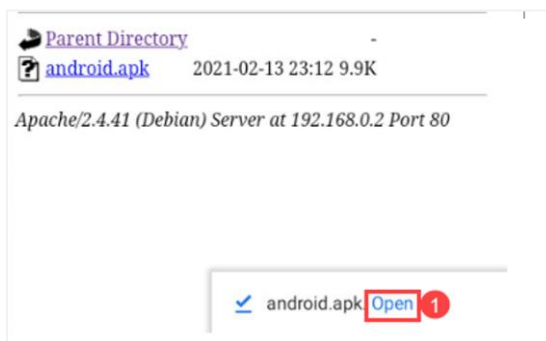 Parent Directory -
android.apk 2021-02-13 23:12 9.9K
Apache/2.4.41 (Debian) Server at 192.168.0.2 Port 80
android.apk. Open 1